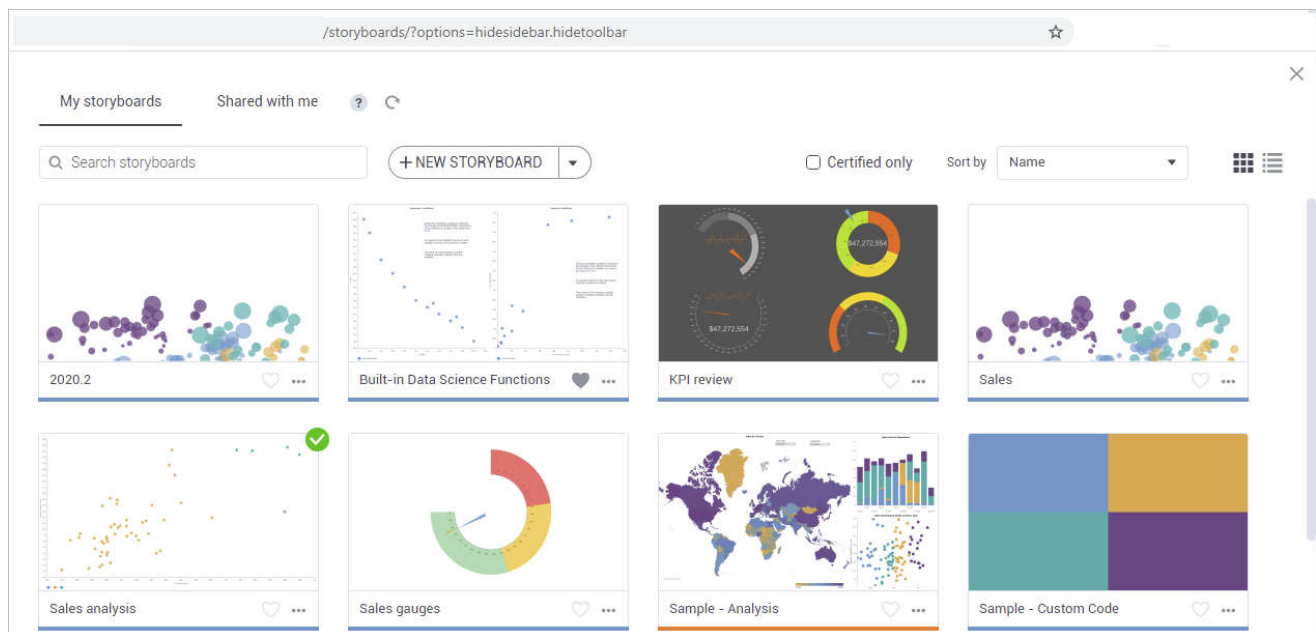 /storyboards/?options=hidesidebar.hidetoolbar
My storyboards
Shared with me
?
Search storyboards
+ NEW STORYBOARD
Certified only
Sort by
Name
$47,272,554
$47,272,554
2020.2
Built-in Data Science Functions
KPI review
Sales
Sales analysis
Sales gauges
Sample - Analysis
Sample - Custom Code